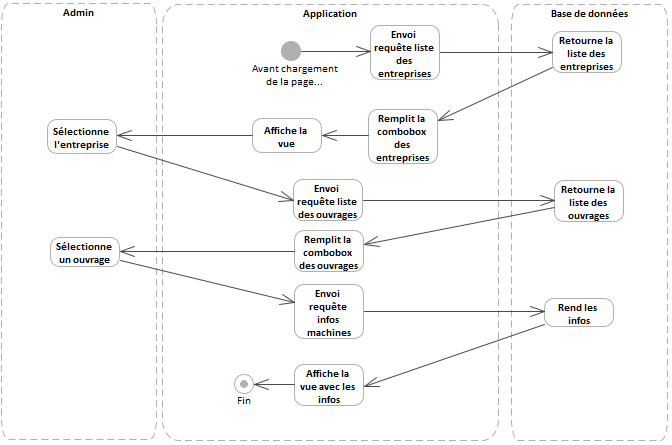 Admin
Application
Base de données
Avant chargement
de la page...
Envoi
requête liste
des
entreprises
Retourne la
liste des
entreprises
Remplit la
combobox
des
entreprises
Affiche la
vue
Sélectionne
l'entreprise
Envoi
requête liste
des ouvrages
Retourne la
liste des
ouvrages
Remplit la
combobox
des ouvrages
Sélectionne
un ouvrage
Envoi
requête
infos
machines
Rend les
infos
Affiche la
vue avec les
infos
Fin